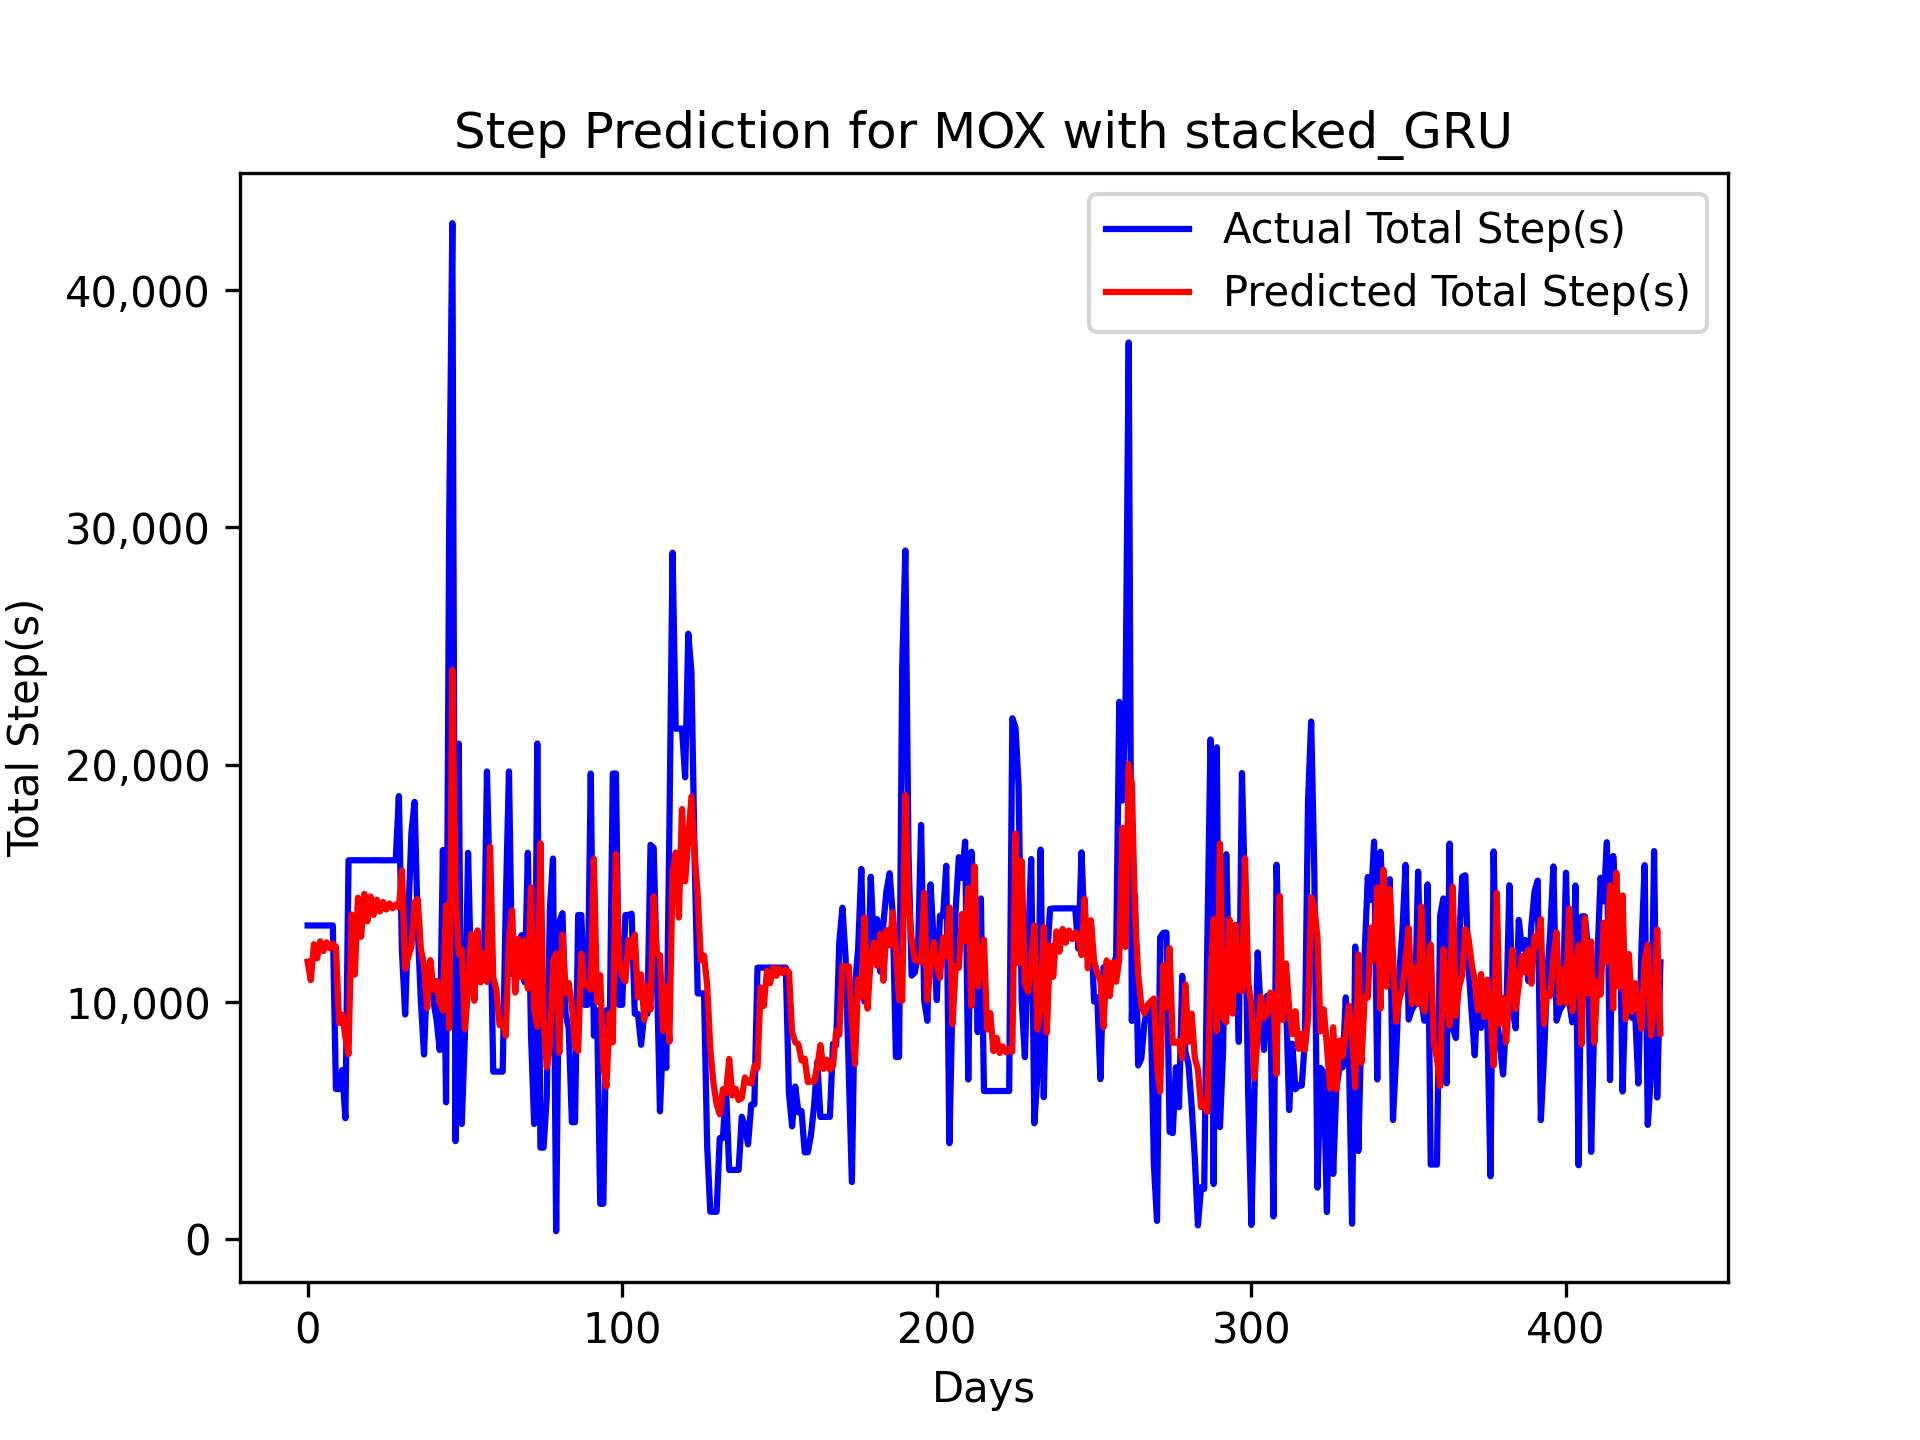 Step Prediction for MOX with stacked_GRU
Actual Total Step(s)
Predicted Total Step(s)
Total Step(s)
40,000
30,000
20,000
10,000
0
0 100 200 300 400
Days